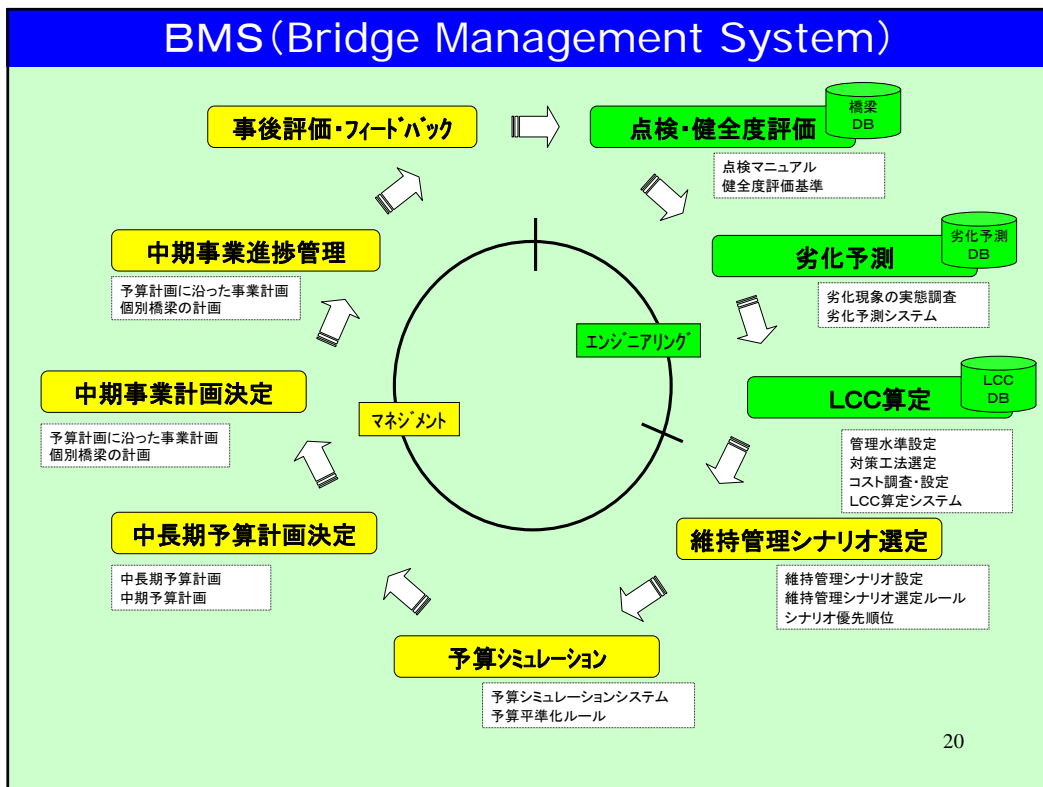 BMS(Bridge Management System)
事後評価・フィードバック
点検・健全度評価
橋梁
DB
点検マニュアル
健全度評価基準
劣化予測
劣化予測
DB
劣化現象の実態調査
劣化予測システム
エンジニアリング
LCC算定
LCC
DB
管理水準設定
対策工法選定
コスト調査・設定
LCC算定システム
維持管理シナリオ選定
維持管理シナリオ設定
維持管理シナリオ選定ルール
シナリオ優先順位
予算シミュレーション
予算シミュレーションシステム
予算平準化ルール
中長期予算計画決定
中長期予算計画
中期予算計画
マネジメント
中期事業計画決定
予算計画に沿った事業計画
個別橋梁の計画
中期事業進捗管理
予算計画に沿った事業計画
個別橋梁の計画
20